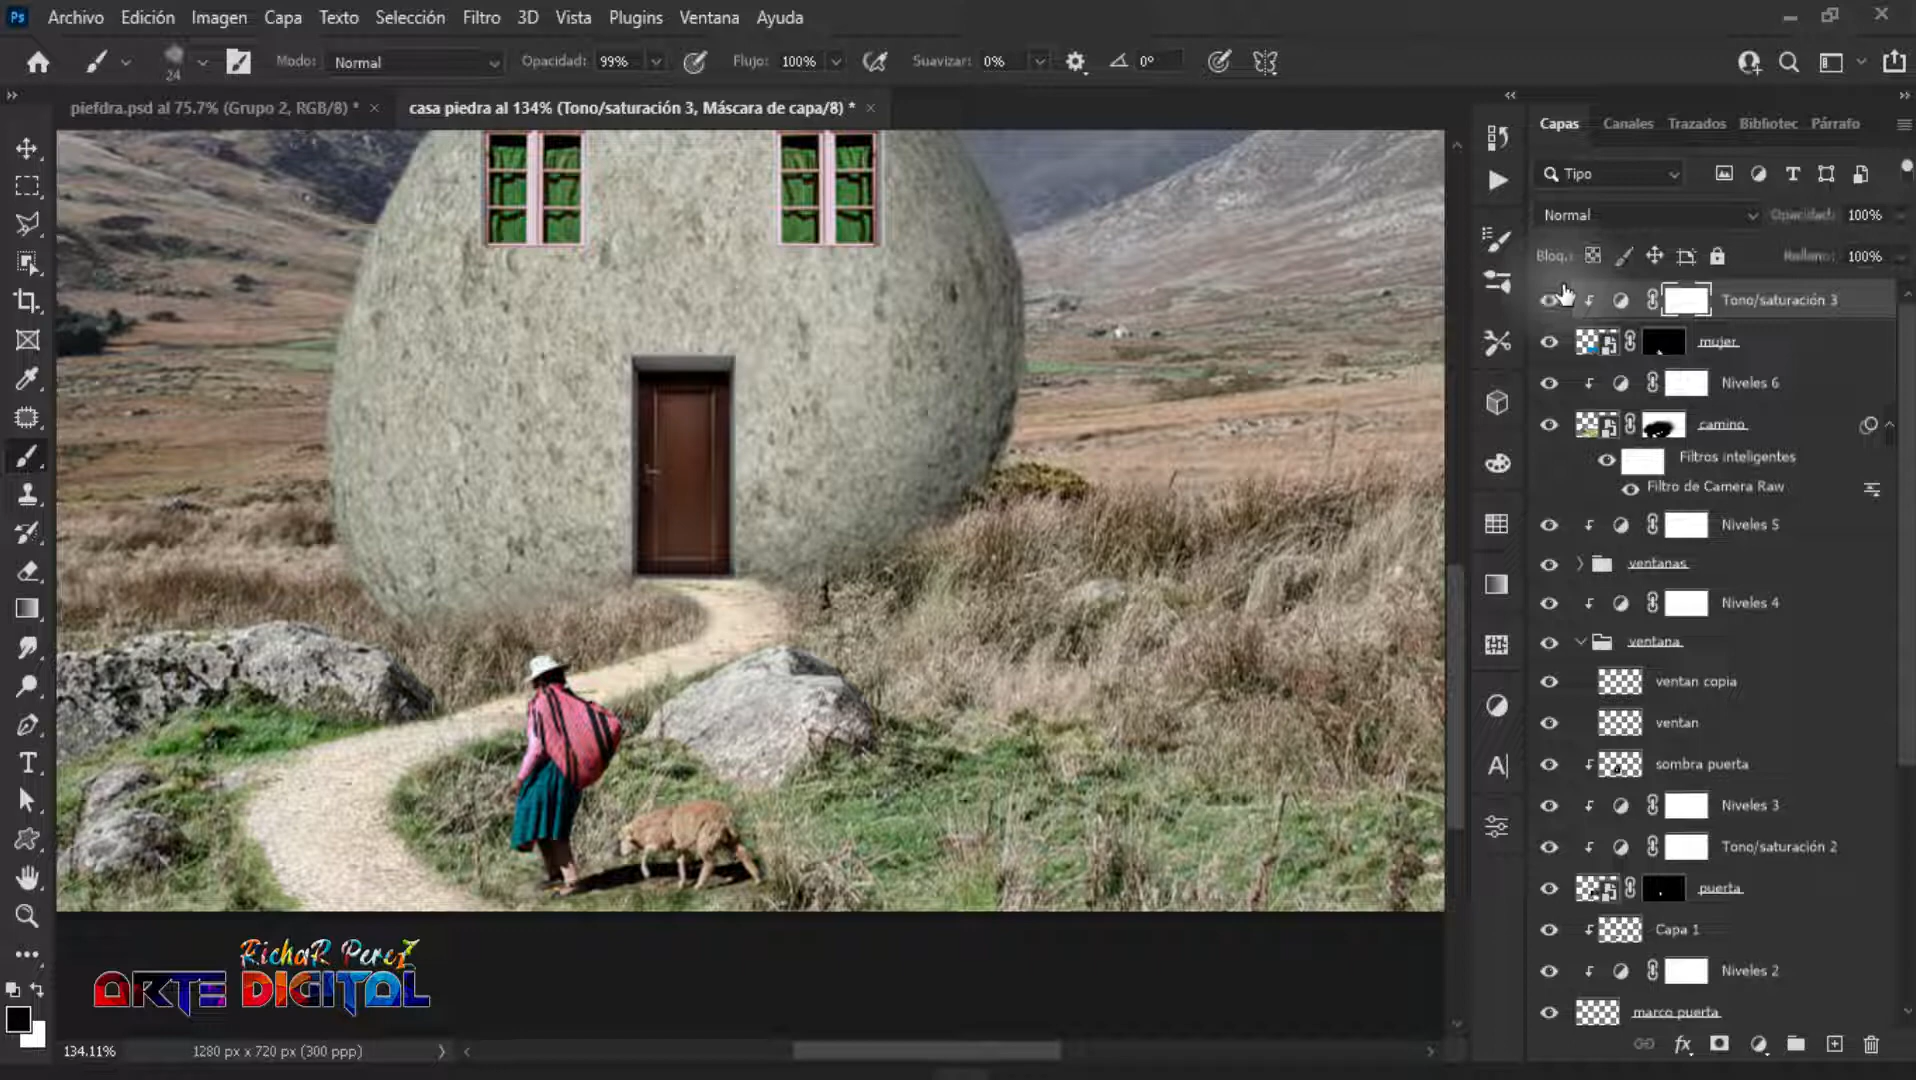 Ps Archivo Edición Imagen Capa Texto Selección Filtro 3D Vista Plugins Ventana Ayuda
24 Modo: Normal Opacidad: 99% Flujo: 100% Suavizar: 0% 0°
piefdra.psd al 75.7% (Grupo 2, RGB/8) * ×
casa piedra al 134% (Tono/saturación 3, Máscara de capa/8) * ×
Capas Canales Trazados Bibliotec Párrafo
Tipo
Normal Opacidad: 100%
Bloq.: Relleno: 100%
Tono/saturación 3
mujer
Niveles 6
camino
Filtros inteligentes
Filtro de Camera Raw
Niveles 5
ventanas
Niveles 4
ventana
ventan copia
ventan
sombra puerta
Niveles 3
Tono/saturación 2
puerta
Capa 1
Niveles 2
marco puerta
RichaR PereZ
ARTE DIGITAL
134.11% 1280 px x 720 px (300 ppp)